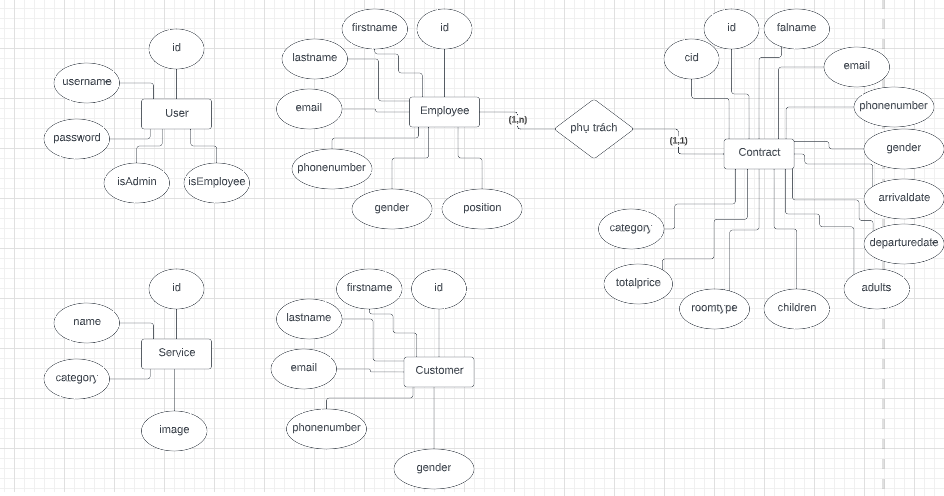 id
username
User
password
isAdmin
isEmployee
firstname
id
lastname
email
Employee
phonenumber
gender
position
(1,n)
phụ trách
(1,1)
id
falname
cid
email
phonenumber
Contract
gender
arrivaldate
departuredate
category
totalprice
roomtype
children
adults
id
name
Service
category
image
firstname
id
lastname
email
Customer
phonenumber
gender